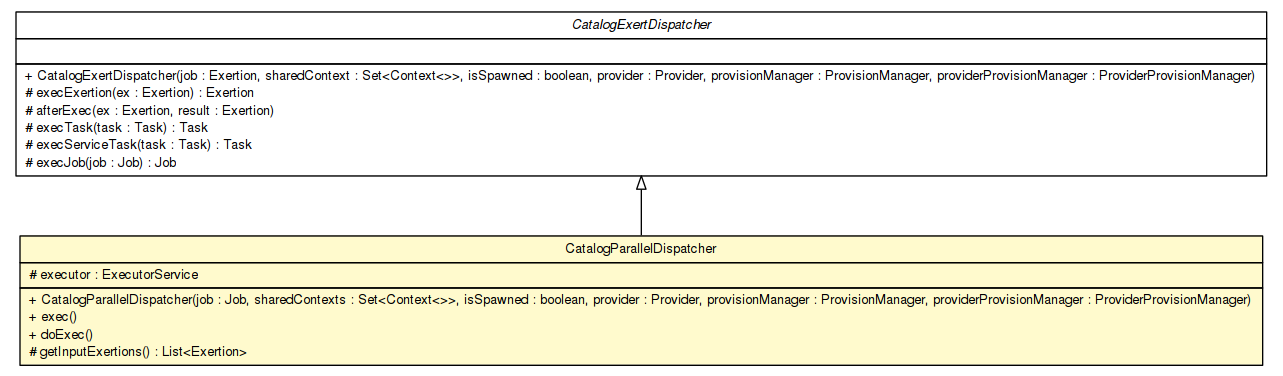 CatalogExertDispatcher
+ CatalogExertDispatcher(job : Exertion, sharedContext : Set<Context<>>, isSpawned : boolean, provider : Provider, provisionManager : ProvisionManager, providerProvisionManager : ProviderProvisionManager)
# execExertion(ex : Exertion) : Exertion
# afterExec(ex : Exertion, result : Exertion)
# execTask(task : Task) : Task
# execServiceTask(task : Task) : Task
# execJob(job : Job) : Job
CatalogParallelDispatcher
# executor : ExecutorService
+ CatalogParallelDispatcher(job : Job, sharedContexts : Set<Context<>>, isSpawned : boolean, provider : Provider, provisionManager : ProvisionManager, providerProvisionManager : ProviderProvisionManager)
+ exec()
+ doExec()
# getInputExertions() : List<Exertion>